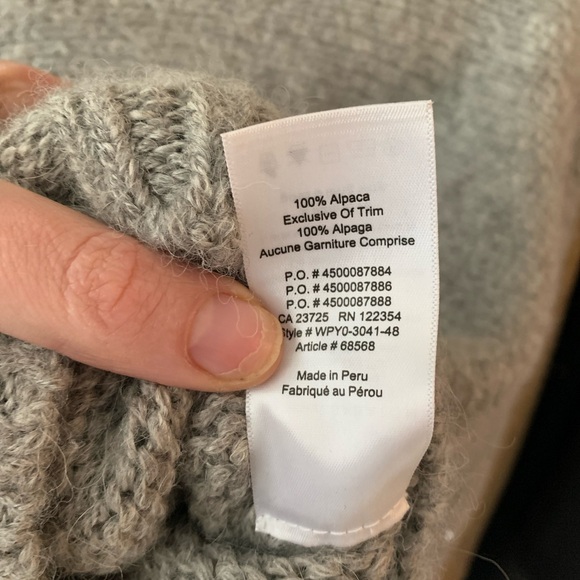 100% Alpaca
Exclusive Of Trim
100% Alpaga
Aucune Garniture Comprise
P.O. # 4500087884
P.O. # 4500087886
P.O. # 4500087888
CA 23725 RN 122354
Style # WPY0-3041-48
Article # 68568
Made in Peru
Fabriqué au Pérou